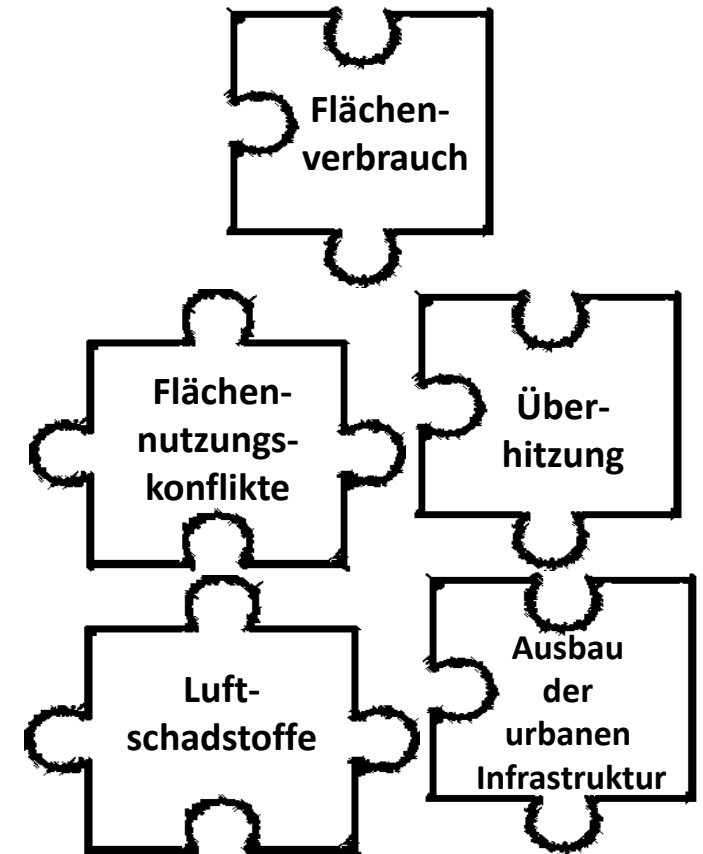 Flächen-
verbrauch
Flächen-
nutzungs-
konflikte
Über-
hitzung
Luft-
schadstoffe
Ausbau
der
urbanen
Infrastruktur